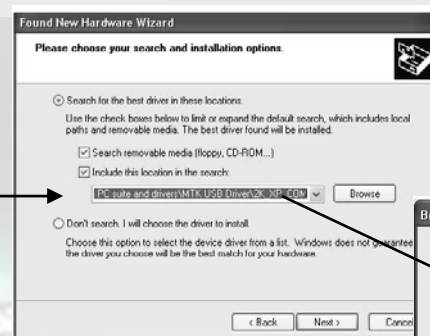 Found New Hardware Wizard
Please choose your search and installation options.
Search for the best driver in these locations.
Use the check boxes below to limit or expand the default search, which includes local
paths and removable media. The best driver found will be installed.
Search removable media (floppy, CD-ROM...)
Include this location in the search:
PC suite and drivers\MTK USB Driver\2K_XP_COM
Browse
Don't search. I will choose the driver to install.
Choose this option to select the device driver from a list. Windows does not guarantee
the driver you choose will be the best match for your hardware.
< Back
Next >
Cance
Br